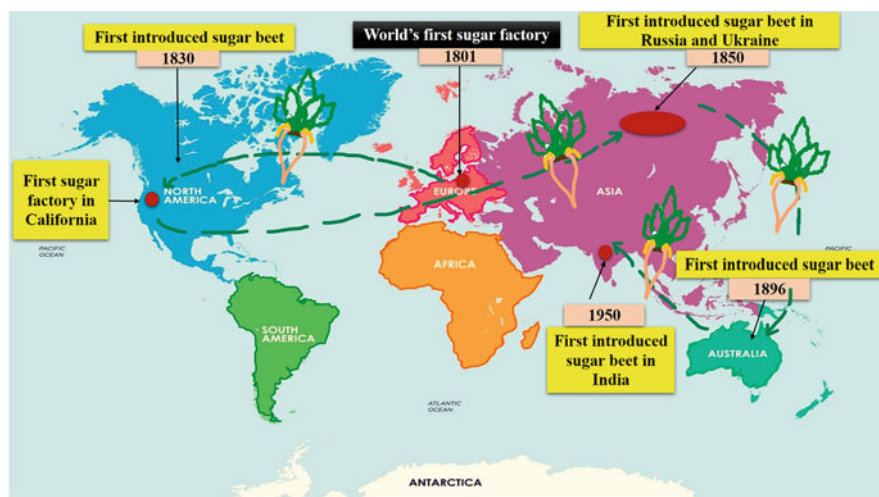 First introduced sugar beet
1830
World's first sugar factory
1801
First introduced sugar beet in
Russia and Ukraine
1850
First sugar
factory in
California
NORTH
AMERICA
EUROPE
ASIA
PACIFIC
OCEAN
PACIFIC
AFRICA
First introduced sugar beet
1896
SOUTH
AMERICA
1950
First introduced
sugar beet in
India
AUSTRALIA
ATLANTIC
OCEAN
ANTARCTICA